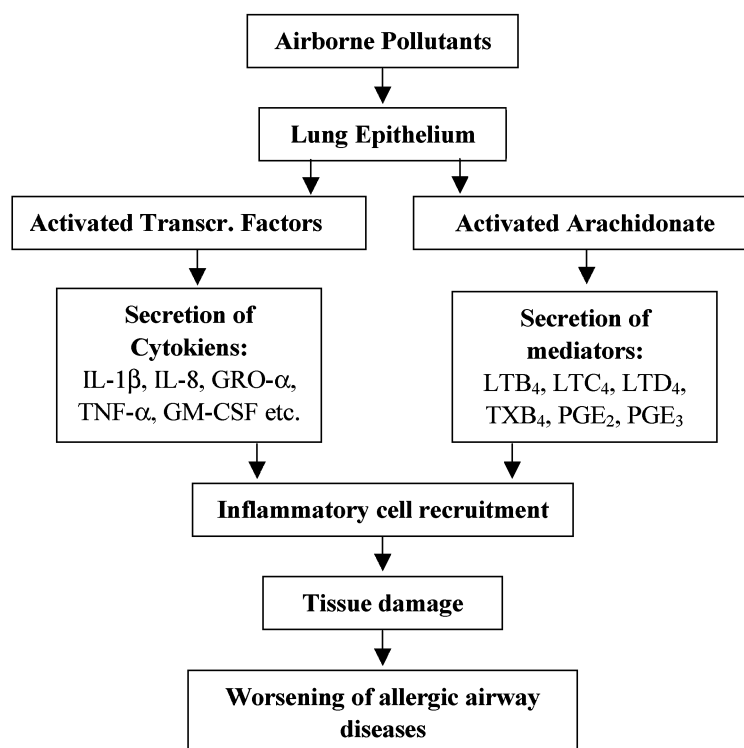 Airborne Pollutants
Lung Epithelium
Activated Transcr. Factors
Activated Arachidonate
Secretion of
Cytokiens:
IL-1β, IL-8, GRO-α,
TNF-α, GM-CSF etc.
Secretion of
mediators:
LTB₄, LTC₄, LTD₄,
TXB₄, PGE₂, PGE₃
Inflammatory cell recruitment
Tissue damage
Worsening of allergic airway
diseases